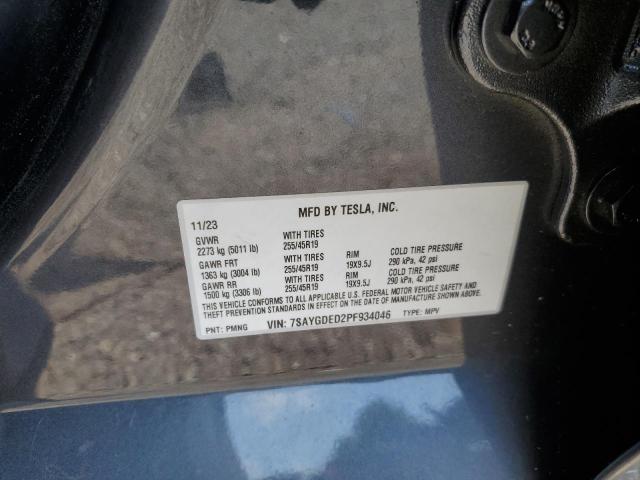 MFD BY TESLA, INC.
11/23
GVWR WITH TIRES
2273 kg (5011 lb) 255/45R19
GAWR FRT WITH TIRES RIM COLD TIRE PRESSURE
1363 kg (3004 lb) 255/45R19 19X9.5J 290 kPa, 42 psi
GAWR RR WITH TIRES RIM COLD TIRE PRESSURE
1500 kg (3306 lb) 255/45R19 19X9.5J 290 kPa, 42 psi
THIS VEHICLE CONFORMS TO ALL APPLICABLE U.S. FEDERAL MOTOR VEHICLE SAFETY AND
THEFT PREVENTION STANDARDS IN EFFECT ON THE DATE OF MANUFACTURE SHOWN ABOVE.
PNT: PMNG VIN: 7SAYGDED2PF934046 TYPE: MPV